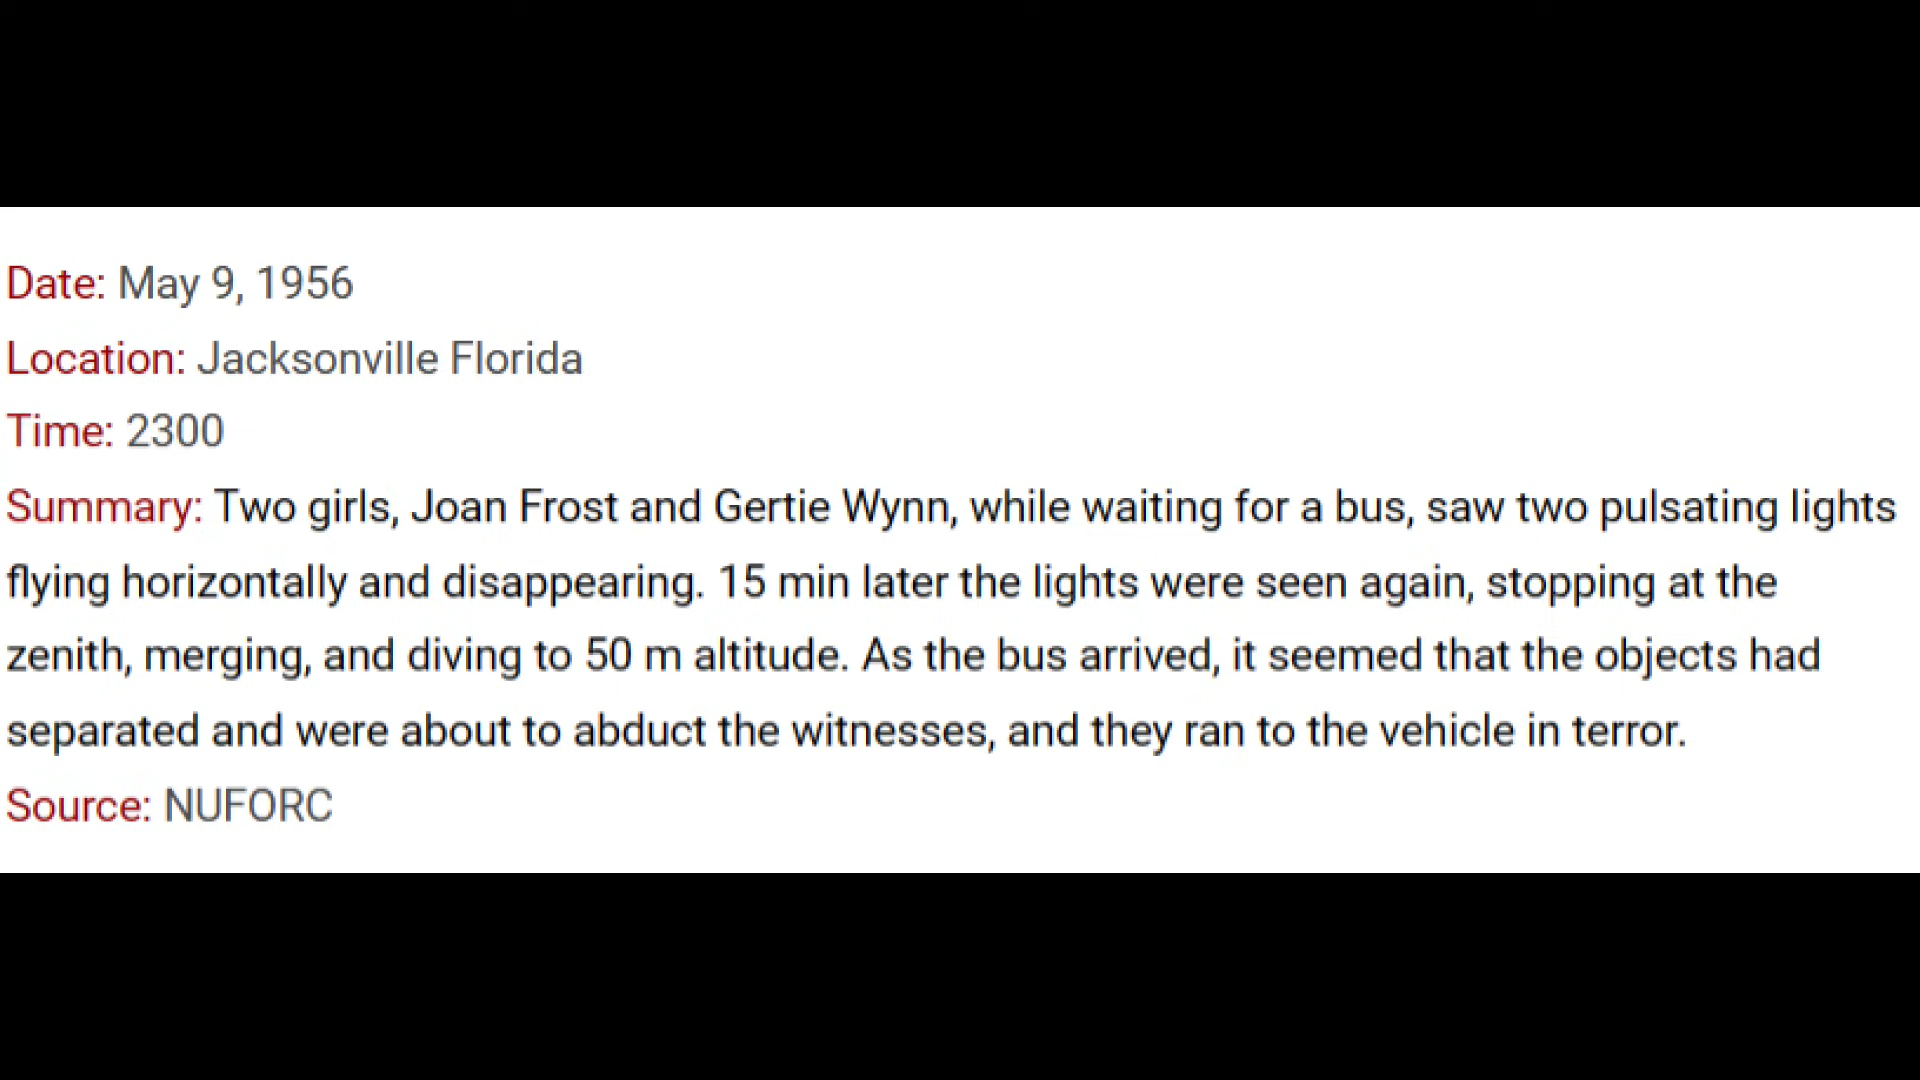 Date: May 9, 1956
Location: Jacksonville Florida
Time: 2300
Summary: Two girls, Joan Frost and Gertie Wynn, while waiting for a bus, saw two pulsating lights
flying horizontally and disappearing. 15 min later the lights were seen again, stopping at the
zenith, merging, and diving to 50 m altitude. As the bus arrived, it seemed that the objects had
separated and were about to abduct the witnesses, and they ran to the vehicle in terror.
Source: NUFORC